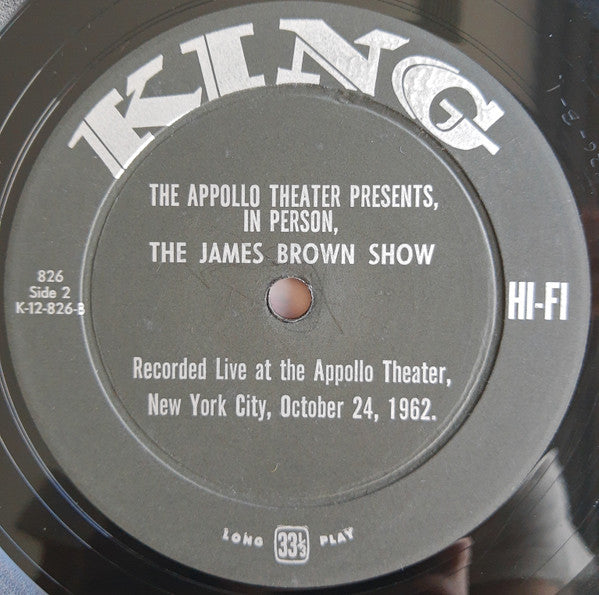 KING
THE APPOLLO THEATER PRESENTS,
IN PERSON,
THE JAMES BROWN SHOW
826
Side 2
K-12-826-B
HI-FI
Recorded Live at the Appollo Theater,
New York City, October 24, 1962.
LONG 33⅓ PLAY